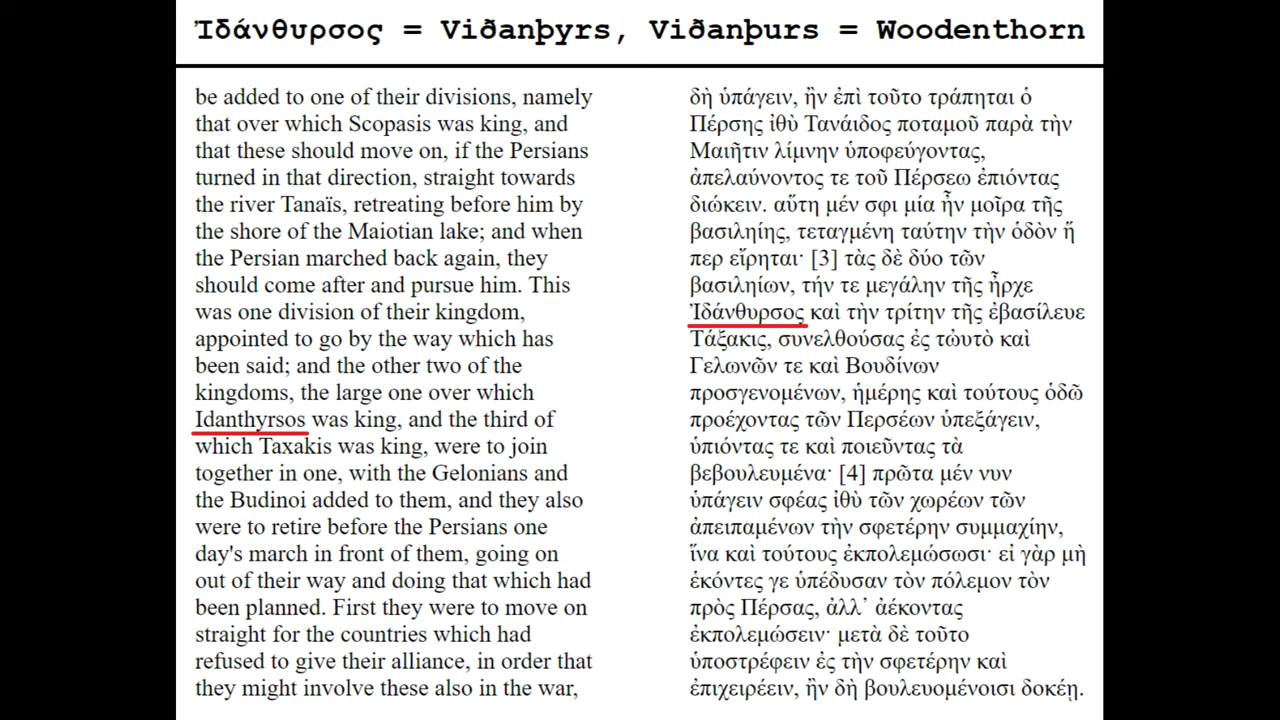 Ἰδάνθυρσος = Viðanþyrs, Viðanþurs = Woodenthorn
be added to one of their divisions, namely
that over which Scopasis was king, and
that these should move on, if the Persians
turned in that direction, straight towards
the river Tanaïs, retreating before him by
the shore of the Maiotian lake; and when
the Persian marched back again, they
should come after and pursue him. This
was one division of their kingdom,
appointed to go by the way which has
been said; and the other two of the
kingdoms, the large one over which
Idanthyrsos was king, and the third of
which Taxakis was king, were to join
together in one, with the Gelonians and
the Budinoi added to them, and they also
were to retire before the Persians one
day's march in front of them, going on
out of their way and doing that which had
been planned. First they were to move on
straight for the countries which had
refused to give their alliance, in order that
they might involve these also in the war,
δὴ ὑπάγειν, ἢν ἐπὶ τοῦτο τράπηται ὁ
Πέρσης ἰθὺ Τανάιδος ποταμοῦ παρὰ τὴν
Μαιῆτιν λίμνην ὑποφεύγοντας,
ἀπελαύνοντος τε τοῦ Πέρσεω ἐπιόντας
διώκειν. αὕτη μέν σφι μία ἦν μοῖρα τῆς
βασιληίης, τεταγμένη ταύτην τὴν ὁδὸν ἥ
περ εἴρηται· [3] τὰς δὲ δύο τῶν
βασιληίων, τήν τε μεγάλην τῆς ἦρχε
Ἰδάνθυρσος καὶ τὴν τρίτην τῆς ἐβασίλευε
Τάξακις, συνελθούσας ἐς τὠυτὸ καὶ
Γελωνῶν τε καὶ Βουδίνων
προσγενομένων, ἡμέρης καὶ τούτους ὁδῶ
προέχοντας τῶν Περσέων ὑπεξάγειν,
ὑπιόντας τε καὶ ποιεῦντας τὰ
βεβουλευμένα· [4] πρῶτα μέν νυν
ὑπάγειν σφέας ἰθὺ τῶν χωρέων τῶν
ἀπειπαμένων τὴν σφετέρην συμμαχίην,
ἵνα καὶ τούτους ἐκπολεμώσωσι· εἰ γὰρ μὴ
ἑκόντες γε ὑπέδυσαν τὸν πόλεμον τὸν
πρὸς Πέρσας, ἀλλ᾽ ἀέκοντας
ἐκπολεμώσειν· μετὰ δὲ τοῦτο
ὑποστρέφειν ἐς τὴν σφετέρην καὶ
ἐπιχειρέειν, ἢν δὴ βουλευομένοισι δοκέῃ.